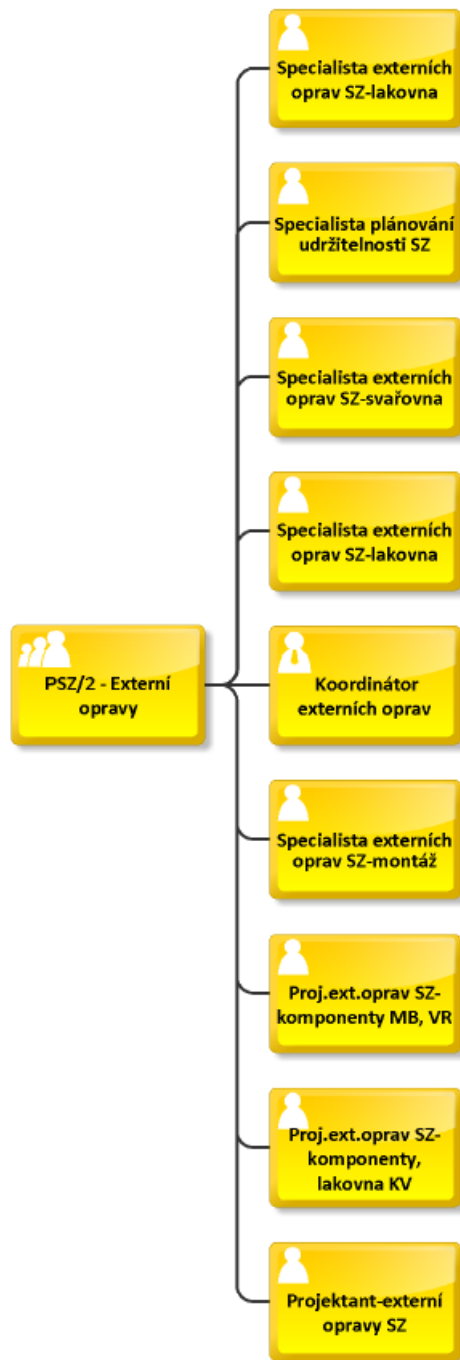 Specialista externích
oprav SZ-lakovna
Specialista plánování
udržitelnosti SZ
Specialista externích
oprav SZ-svařovna
Specialista externích
oprav SZ-lakovna
PSZ/2 - Externí
opravy
Koordinátor
externích oprav
Specialista externích
oprav SZ-montáž
Proj.ext.oprav SZ-
komponenty MB, VR
Proj.ext.oprav SZ-
komponenty,
lakovna KV
Projektant-externí
opravy SZ